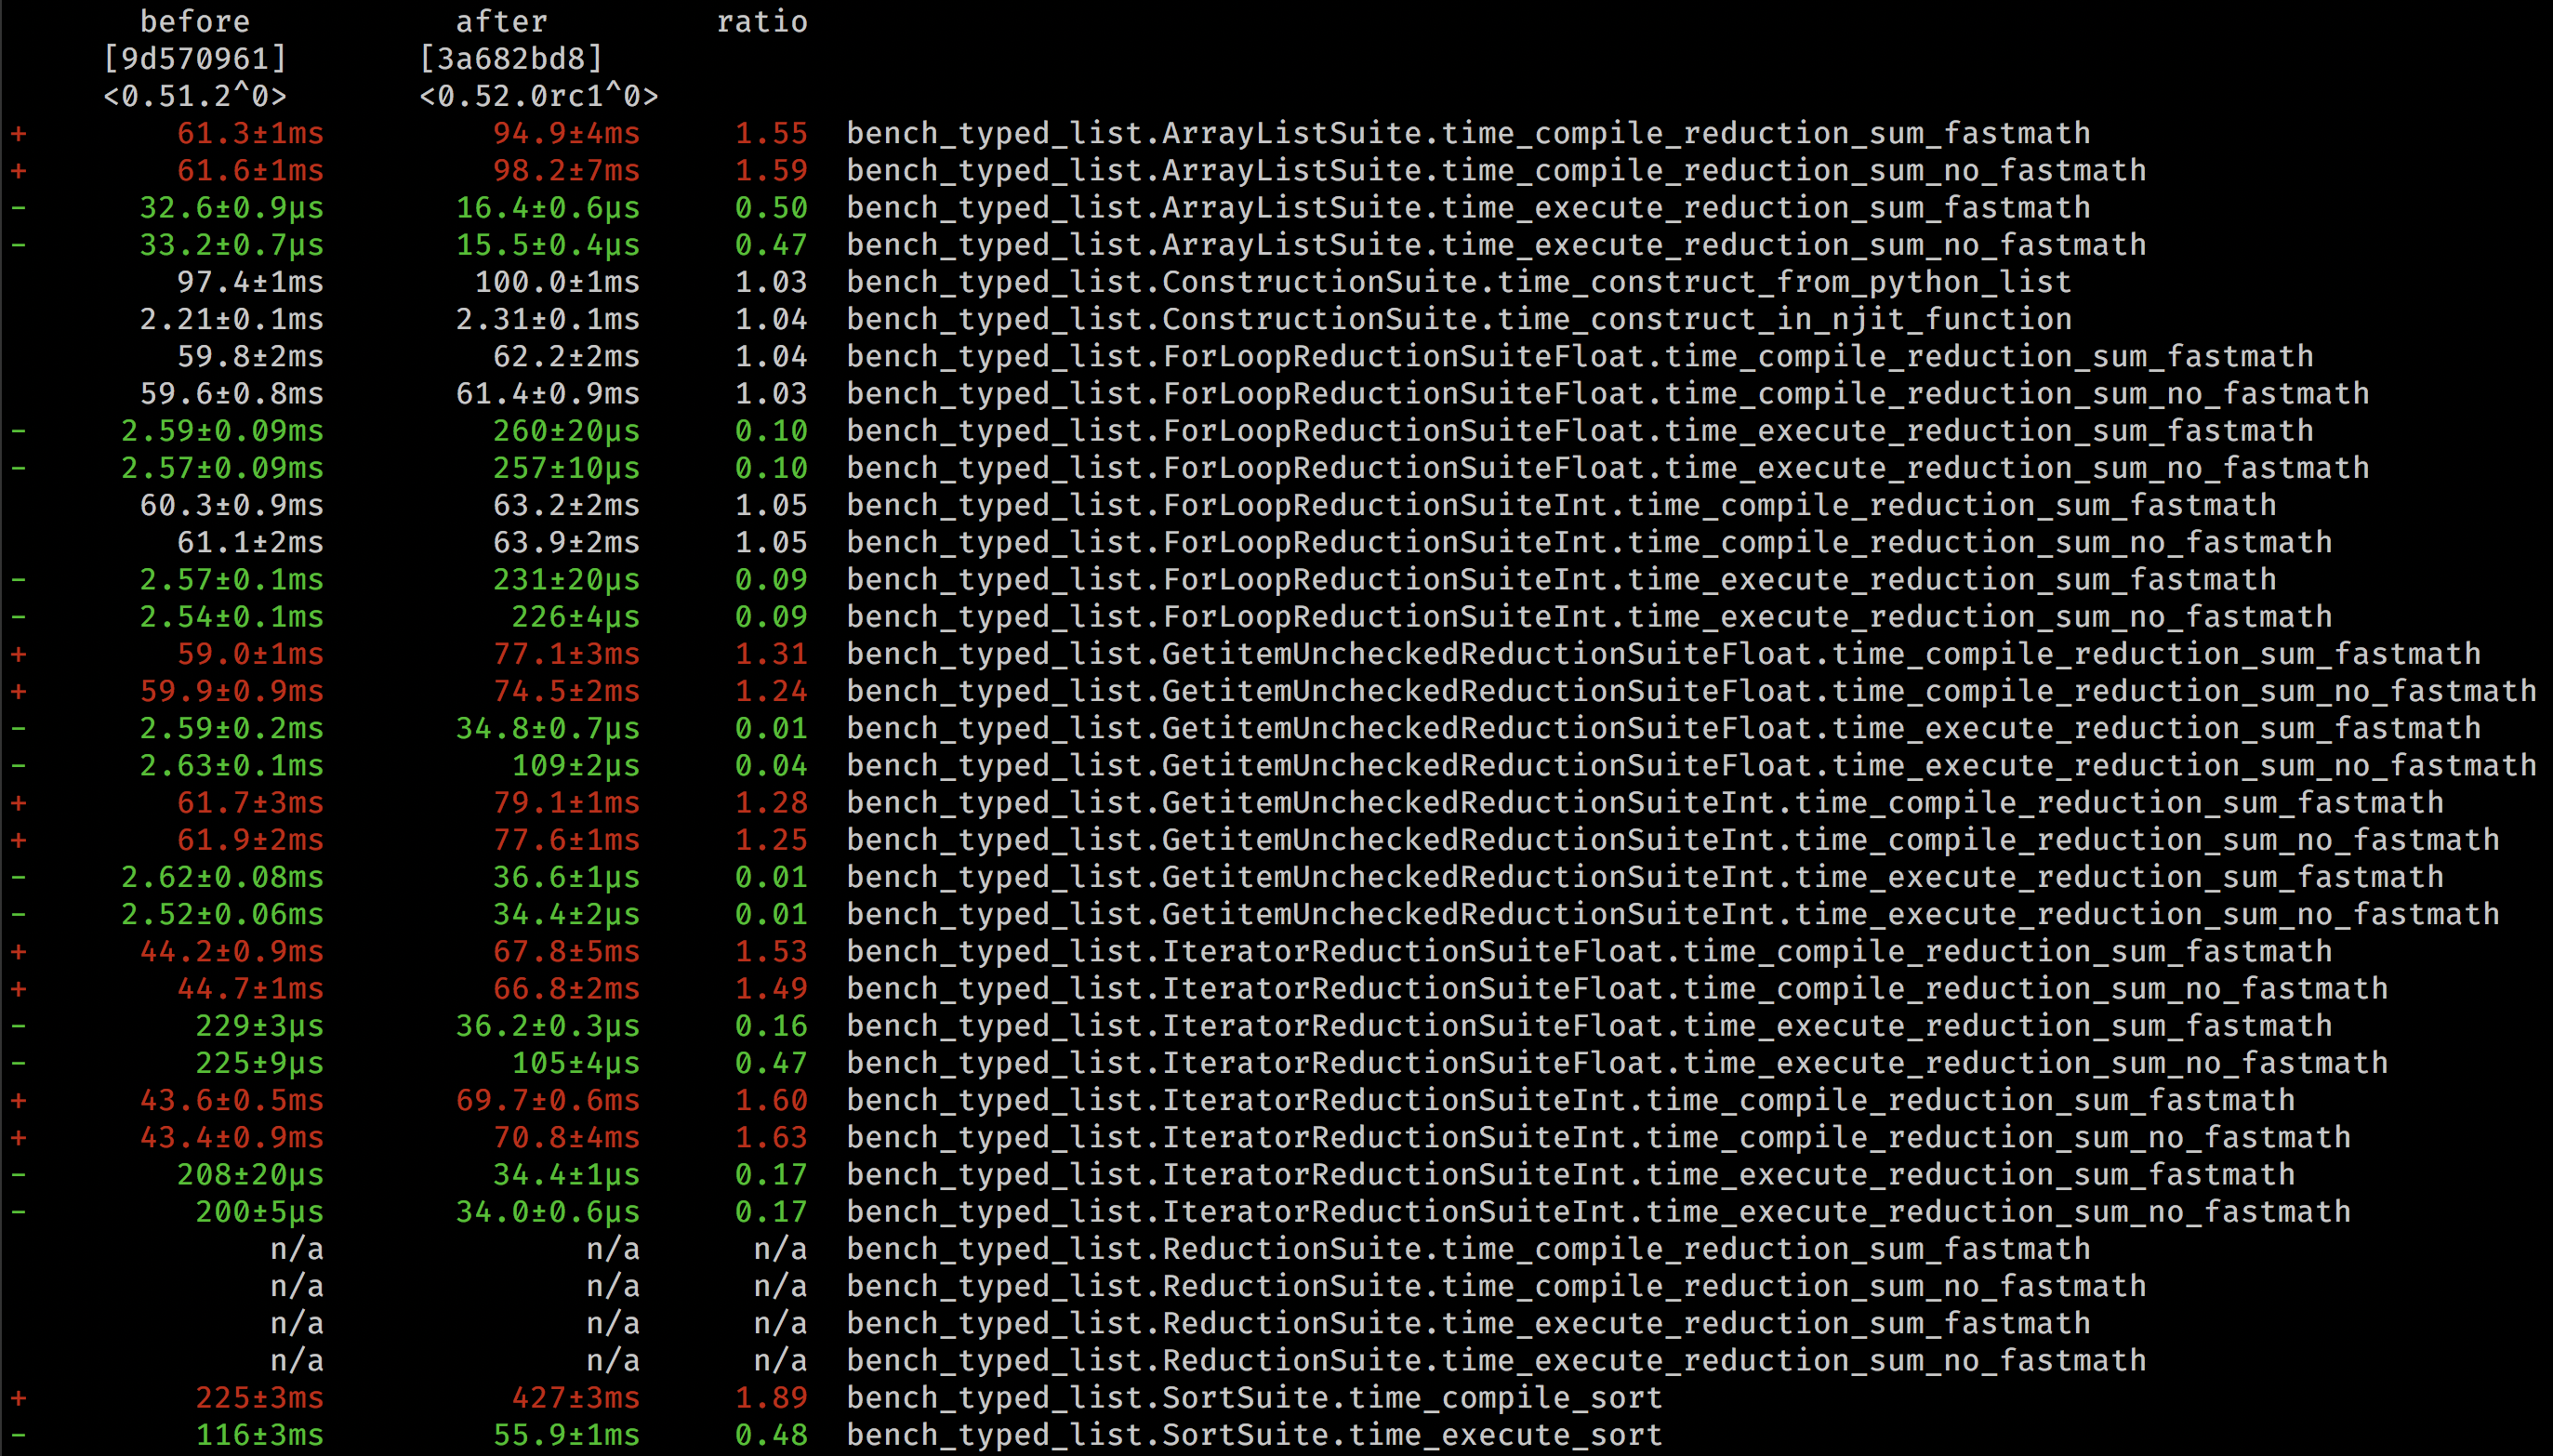 before after ratio
[9d570961] [3a682bd8]
<0.51.2^0> <0.52.0rc1^0>
+ 61.3±1ms 94.9±4ms 1.55 bench_typed_list.ArrayListSuite.time_compile_reduction_sum_fastmath
+ 61.6±1ms 98.2±7ms 1.59 bench_typed_list.ArrayListSuite.time_compile_reduction_sum_no_fastmath
- 32.6±0.9μs 16.4±0.6μs 0.50 bench_typed_list.ArrayListSuite.time_execute_reduction_sum_fastmath
- 33.2±0.7μs 15.5±0.4μs 0.47 bench_typed_list.ArrayListSuite.time_execute_reduction_sum_no_fastmath
97.4±1ms 100.0±1ms 1.03 bench_typed_list.ConstructionSuite.time_construct_from_python_list
2.21±0.1ms 2.31±0.1ms 1.04 bench_typed_list.ConstructionSuite.time_construct_in_njit_function
59.8±2ms 62.2±2ms 1.04 bench_typed_list.ForLoopReductionSuiteFloat.time_compile_reduction_sum_fastmath
59.6±0.8ms 61.4±0.9ms 1.03 bench_typed_list.ForLoopReductionSuiteFloat.time_compile_reduction_sum_no_fastmath
- 2.59±0.09ms 260±20μs 0.10 bench_typed_list.ForLoopReductionSuiteFloat.time_execute_reduction_sum_fastmath
- 2.57±0.09ms 257±10μs 0.10 bench_typed_list.ForLoopReductionSuiteFloat.time_execute_reduction_sum_no_fastmath
60.3±0.9ms 63.2±2ms 1.05 bench_typed_list.ForLoopReductionSuiteInt.time_compile_reduction_sum_fastmath
61.1±2ms 63.9±2ms 1.05 bench_typed_list.ForLoopReductionSuiteInt.time_compile_reduction_sum_no_fastmath
- 2.57±0.1ms 231±20μs 0.09 bench_typed_list.ForLoopReductionSuiteInt.time_execute_reduction_sum_fastmath
- 2.54±0.1ms 226±4μs 0.09 bench_typed_list.ForLoopReductionSuiteInt.time_execute_reduction_sum_no_fastmath
+ 59.0±1ms 77.1±3ms 1.31 bench_typed_list.GetitemUncheckedReductionSuiteFloat.time_compile_reduction_sum_fastmath
+ 59.9±0.9ms 74.5±2ms 1.24 bench_typed_list.GetitemUncheckedReductionSuiteFloat.time_compile_reduction_sum_no_fastmath
- 2.59±0.2ms 34.8±0.7μs 0.01 bench_typed_list.GetitemUncheckedReductionSuiteFloat.time_execute_reduction_sum_fastmath
- 2.63±0.1ms 109±2μs 0.04 bench_typed_list.GetitemUncheckedReductionSuiteFloat.time_execute_reduction_sum_no_fastmath
+ 61.7±3ms 79.1±1ms 1.28 bench_typed_list.GetitemUncheckedReductionSuiteInt.time_compile_reduction_sum_fastmath
+ 61.9±2ms 77.6±1ms 1.25 bench_typed_list.GetitemUncheckedReductionSuiteInt.time_compile_reduction_sum_no_fastmath
- 2.62±0.08ms 36.6±1μs 0.01 bench_typed_list.GetitemUncheckedReductionSuiteInt.time_execute_reduction_sum_fastmath
- 2.52±0.06ms 34.4±2μs 0.01 bench_typed_list.GetitemUncheckedReductionSuiteInt.time_execute_reduction_sum_no_fastmath
+ 44.2±0.9ms 67.8±5ms 1.53 bench_typed_list.IteratorReductionSuiteFloat.time_compile_reduction_sum_fastmath
+ 44.7±1ms 66.8±2ms 1.49 bench_typed_list.IteratorReductionSuiteFloat.time_compile_reduction_sum_no_fastmath
- 229±3μs 36.2±0.3μs 0.16 bench_typed_list.IteratorReductionSuiteFloat.time_execute_reduction_sum_fastmath
- 225±9μs 105±4μs 0.47 bench_typed_list.IteratorReductionSuiteFloat.time_execute_reduction_sum_no_fastmath
+ 43.6±0.5ms 69.7±0.6ms 1.60 bench_typed_list.IteratorReductionSuiteInt.time_compile_reduction_sum_fastmath
+ 43.4±0.9ms 70.8±4ms 1.63 bench_typed_list.IteratorReductionSuiteInt.time_compile_reduction_sum_no_fastmath
- 208±20μs 34.4±1μs 0.17 bench_typed_list.IteratorReductionSuiteInt.time_execute_reduction_sum_fastmath
- 200±5μs 34.0±0.6μs 0.17 bench_typed_list.IteratorReductionSuiteInt.time_execute_reduction_sum_no_fastmath
n/a n/a n/a bench_typed_list.ReductionSuite.time_compile_reduction_sum_fastmath
n/a n/a n/a bench_typed_list.ReductionSuite.time_compile_reduction_sum_no_fastmath
n/a n/a n/a bench_typed_list.ReductionSuite.time_execute_reduction_sum_fastmath
n/a n/a n/a bench_typed_list.ReductionSuite.time_execute_reduction_sum_no_fastmath
+ 225±3ms 427±3ms 1.89 bench_typed_list.SortSuite.time_compile_sort
- 116±3ms 55.9±1ms 0.48 bench_typed_list.SortSuite.time_execute_sort